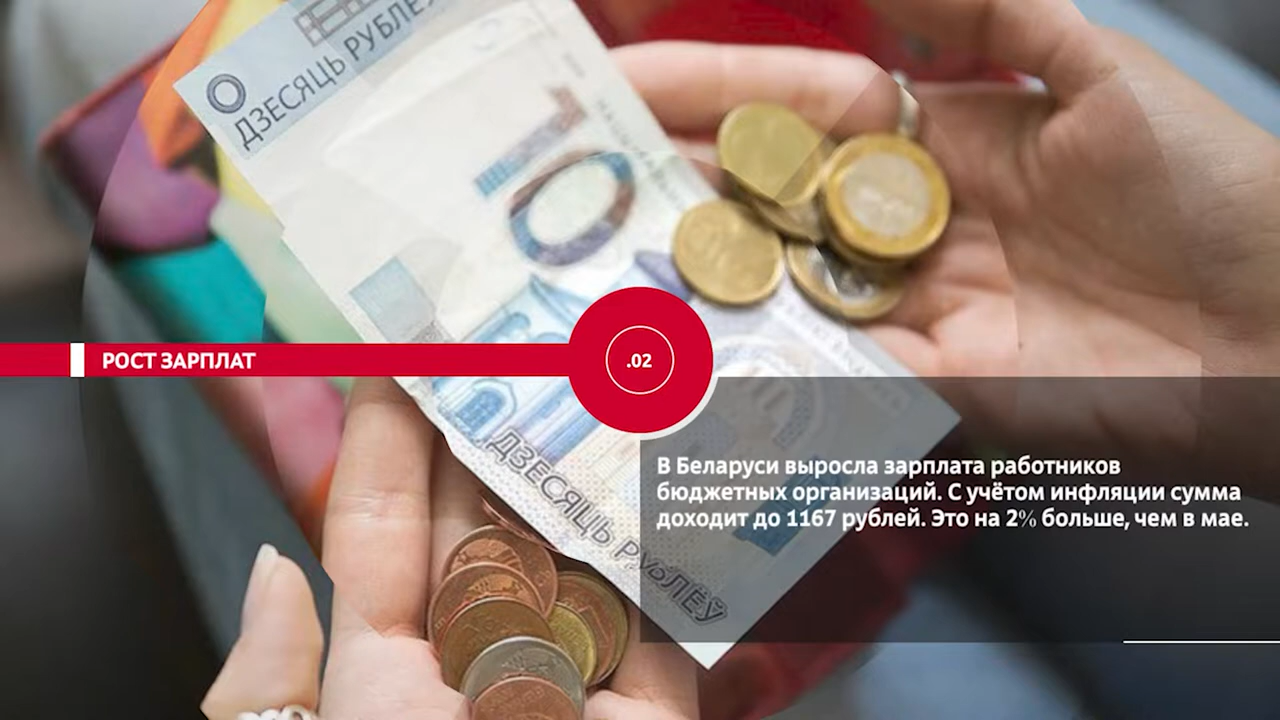 ДЗЕСЯЦЬ РУБЛЁЎ
10
РОСТ ЗАРПЛАТ
.02
В Беларуси выросла зарплата работников
бюджетных организаций. С учётом инфляции сумма
доходит до 1167 рублей. Это на 2% больше, чем в мае.
ДЗЕСЯЦЬ РУБЛЁЎ